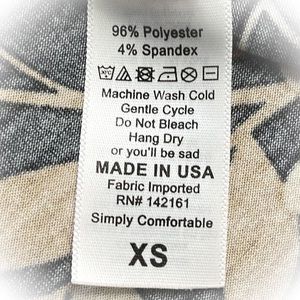 96% Polyester
4% Spandex
Machine Wash Cold
Gentle Cycle
Do Not Bleach
Hang Dry
or you'll be sad
MADE IN USA
Fabric Imported
RN# 142161
Simply Comfortable
XS